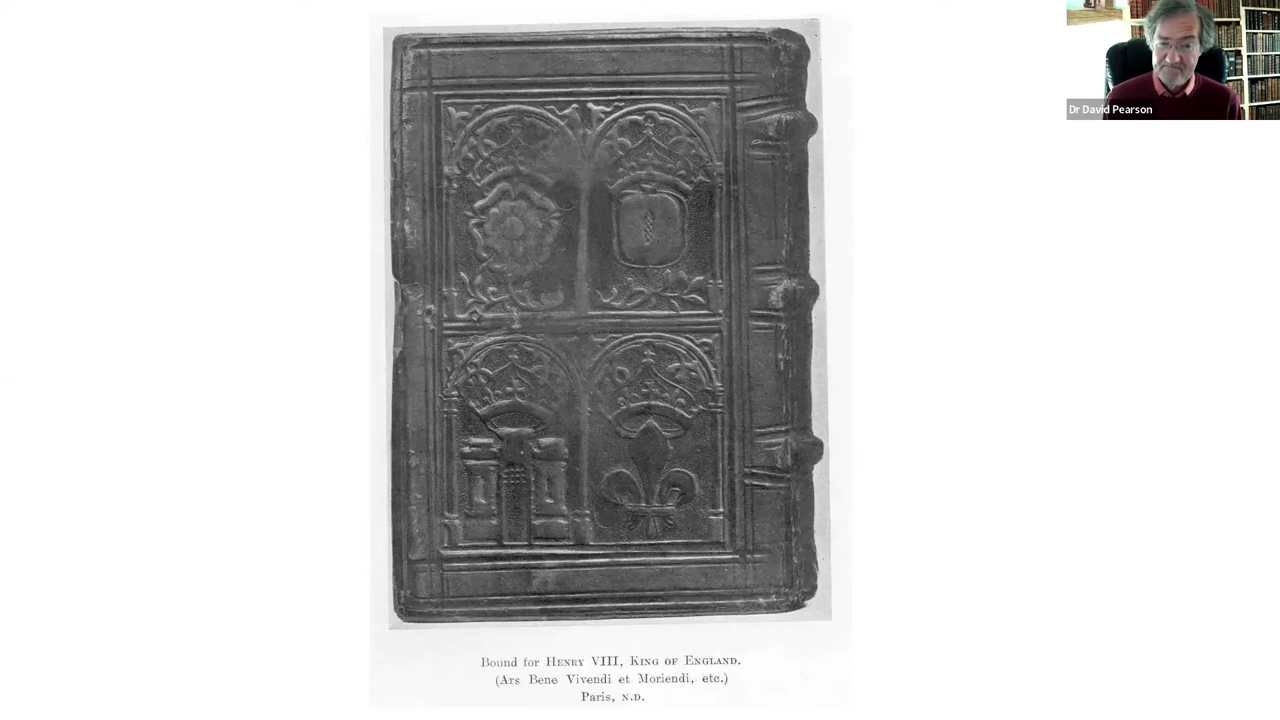 Dr David Pearson
Bound for HENRY VIII, KING OF ENGLAND.
(Ars Bene Vivendi et Moriendi, etc.)
Paris, N.D.